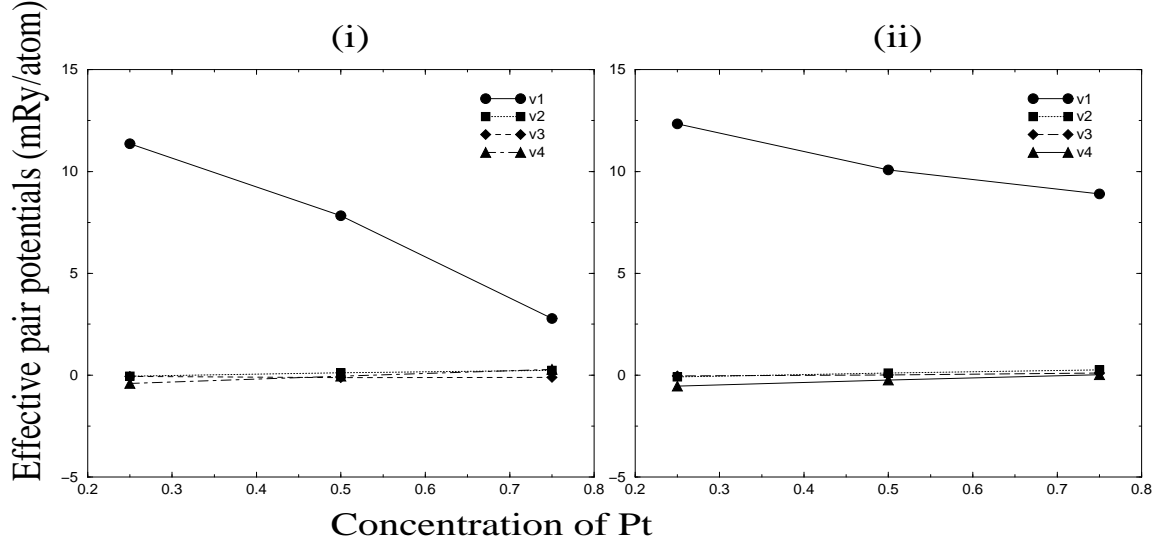 (i)
(ii)
Effective pair potentials (mRy/atom)
15
10
5
0
−5
0.2 0.3 0.4 0.5 0.6 0.7 0.8
v1
v2
v3
v4
15
10
5
0
−5
0.2 0.3 0.4 0.5 0.6 0.7 0.8
v1
v2
v3
v4
Concentration of Pt